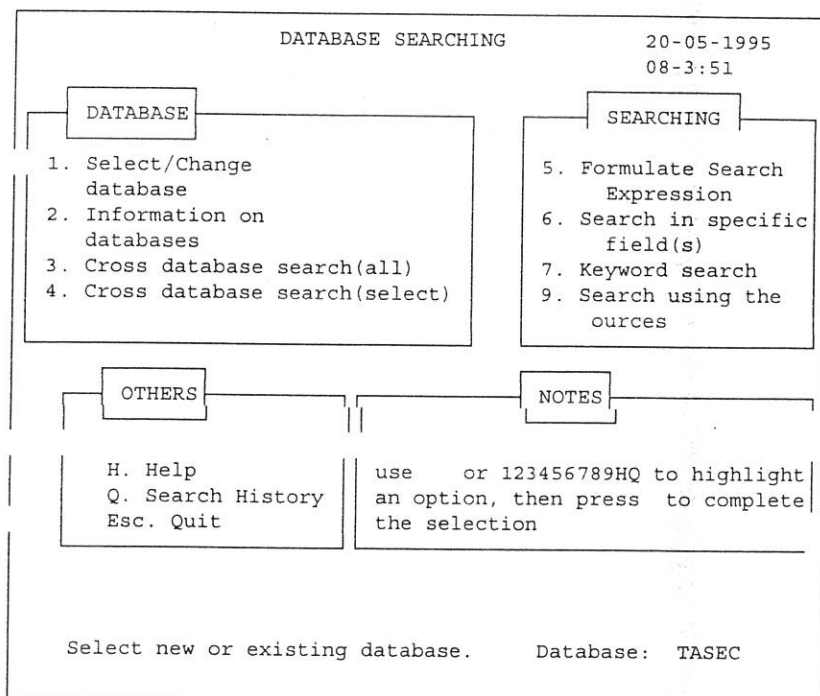 DATABASE SEARCHING 20-05-1995
08-3:51
DATABASE
1. Select/Change
database
2. Information on
databases
3. Cross database search(all)
4. Cross database search(select)
SEARCHING
5. Formulate Search
Expression
6. Search in specific
field(s)
7. Keyword search
9. Search using the
ources
OTHERS
H. Help
Q. Search History
Esc. Quit
NOTES
use or 123456789HQ to highlight
an option, then press to complete
the selection
Select new or existing database. Database: TASEC